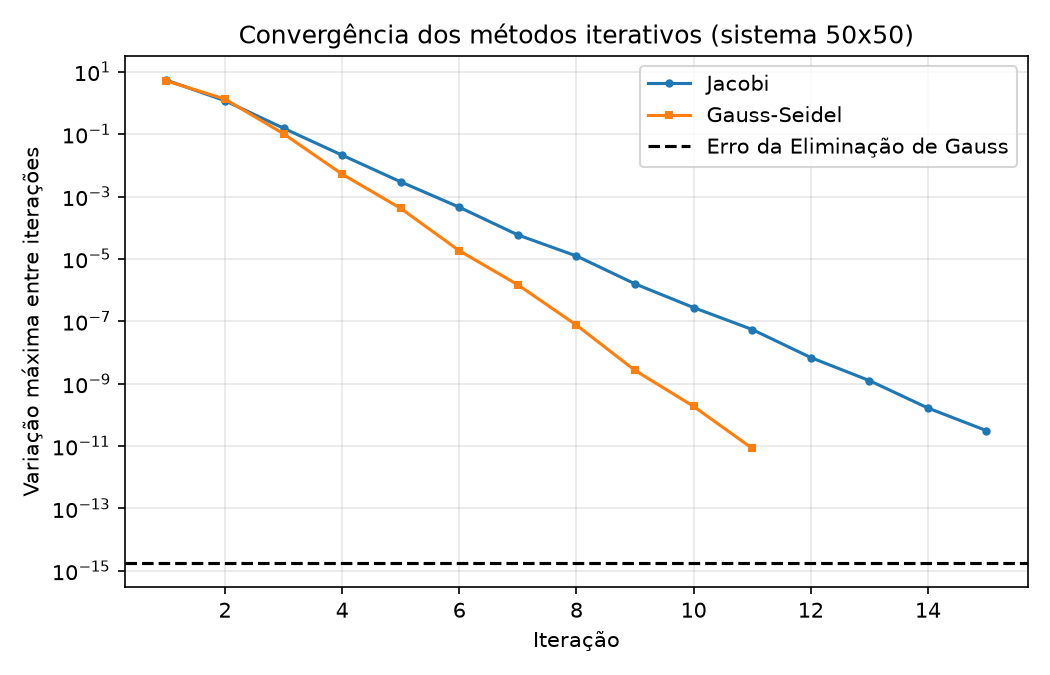 Convergência dos métodos iterativos (sistema 50x50)
Jacobi
Gauss-Seidel
Erro da Eliminação de Gauss
Variação máxima entre iterações
10^1
10^-1
10^-3
10^-5
10^-7
10^-9
10^-11
10^-13
10^-15
2 4 6 8 10 12 14
Iteração